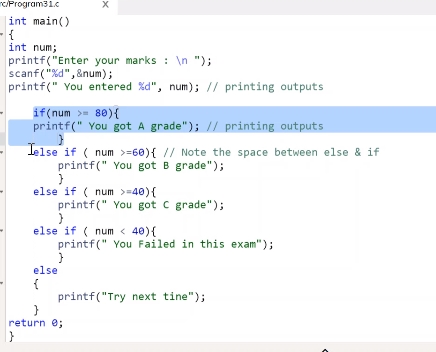 rc/Program31.c X
int main()
{
int num;
printf("Enter your marks : \n ");
scanf("%d",&num);
printf(" You entered %d", num); // printing outputs
if(num >= 80){
printf(" You got A grade"); // printing outputs
}
else if ( num >=60){ // Note the space between else & if
printf(" You got B grade");
}
else if ( num >=40){
printf(" You got C grade");
}
else if ( num < 40){
printf(" You Failed in this exam");
}
else
{
printf("Try next tine");
}
return 0;
}